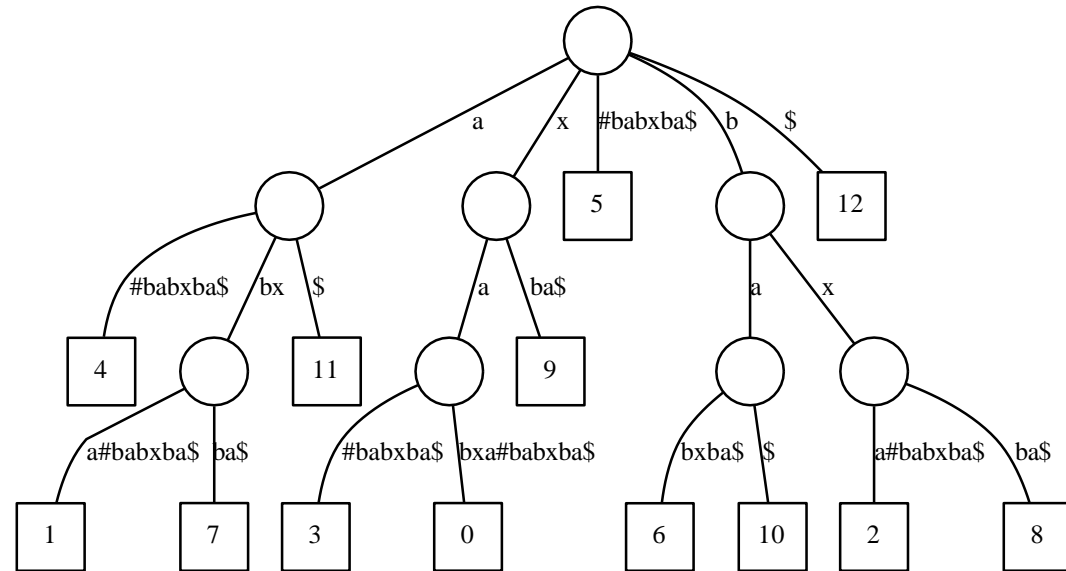 a x #babxba$ b $
5 12
#babxba$ bx $ a ba$ a x
4 11 9
a#babxba$ ba$ #babxba$ bxa#babxba$ bxba$ $ a#babxba$ ba$
1 7 3 0 6 10 2 8